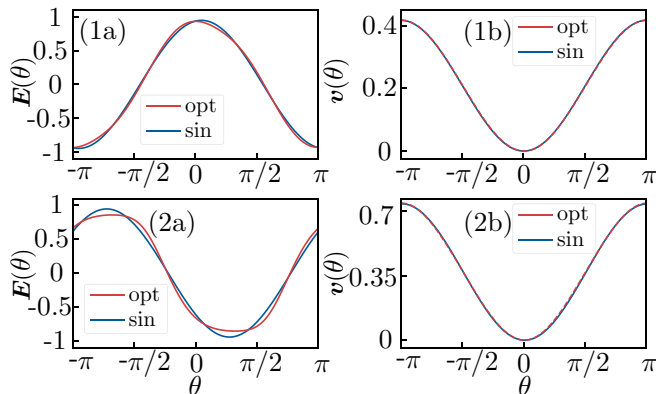 (1a)
E(θ)
1
0.5
0
-0.5
-1
opt
sin
-π
-π/2
0
π/2
π
(1b)
v(θ)
0.4
0.2
0
opt
sin
-π
-π/2
0
π/2
π
(2a)
E(θ)
1
0.5
0
-0.5
-1
opt
sin
-π
-π/2
0
π/2
π
θ
(2b)
v(θ)
0.7
0.35
0
opt
sin
-π
-π/2
0
π/2
π
θ